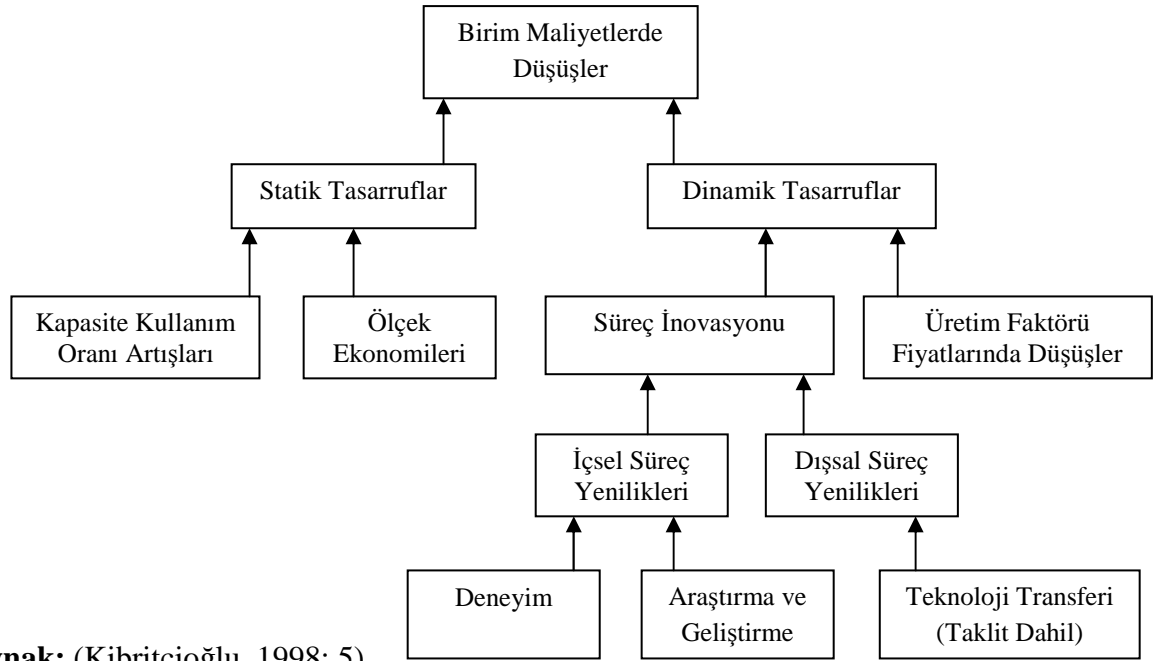 Birim Maliyetlerde
Düşüşler
Statik Tasarruflar
Dinamik Tasarruflar
Kapasite Kullanım
Oranı Artışları
Ölçek
Ekonomileri
Süreç İnovasyonu
Üretim Faktörü
Fiyatlarında Düşüşler
İçsel Süreç
Yenilikleri
Dışsal Süreç
Yenilikleri
Deneyim
Araştırma ve
Geliştirme
Teknoloji Transferi
(Taklit Dahil)
ynak: (Kibritçioğlu, 1998: 5)